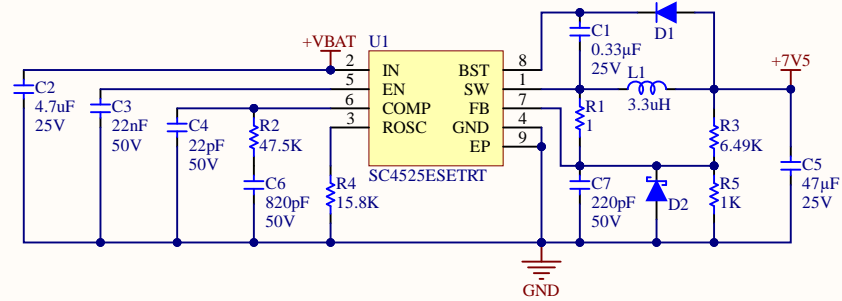 +VBAT
U1
C1
0.33µF
25V
D1
2
IN
BST
8
5
EN
SW
1
6
COMP
FB
7
3
ROSC
GND
4
EP
9
SC4525ESETRT
C2
4.7uF
25V
C3
22nF
50V
C4
22pF
50V
R2
47.5K
C6
820pF
50V
R4
15.8K
L1
3.3uH
+7V5
R1
1
R3
6.49K
C5
47µF
25V
C7
220pF
50V
D2
R5
1K
GND